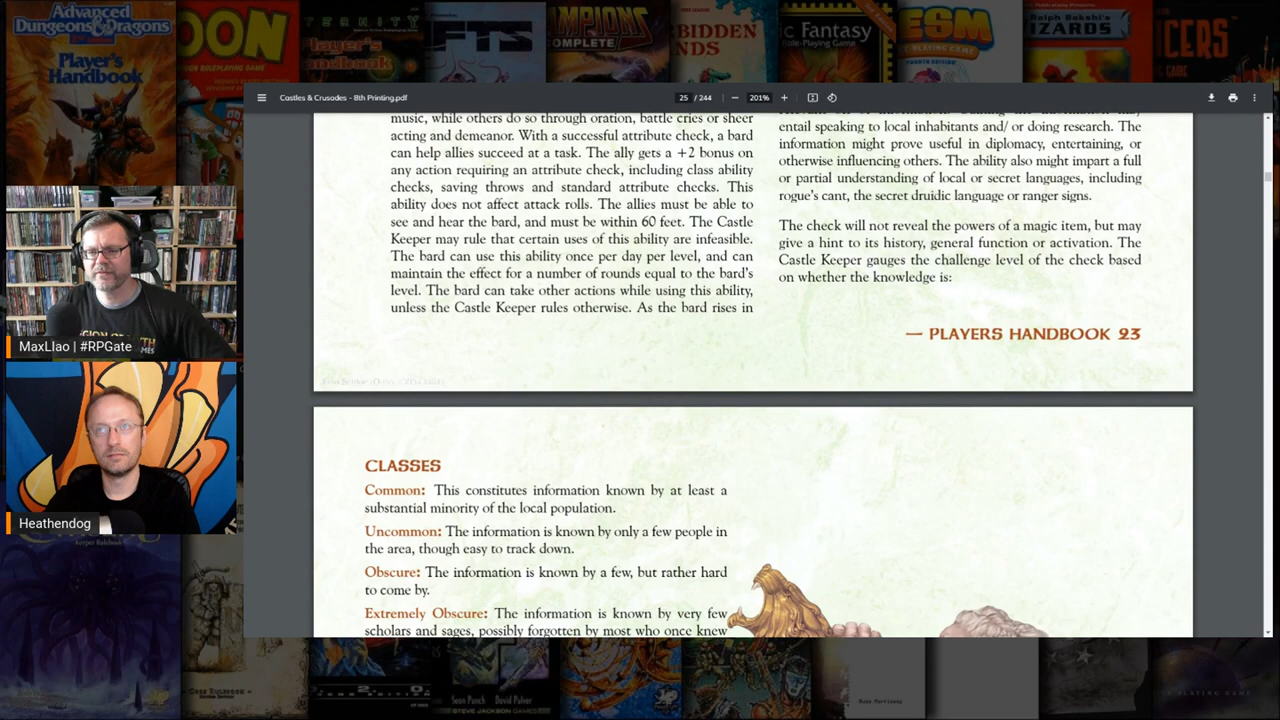 Advanced
Dungeons & Dragons
Player's
Handbook
OON
ROLEPLAYING GAME
TERNITY
Player's
Handbook
FTS
CHAMPIONS
COMPLETE
RBIDDEN
NDS
ic Fantasy
Role-Playing Game
ESM
FOURTH EDITION
Ralph Bakshi's
IZARDS
CERS
GAME
Castles & Crusades - 8th Printing.pdf
25 / 244
201%
music, while others do so through oration, battle cries or sheer
acting and demeanor. With a successful attribute check, a bard
can help allies succeed at a task. The ally gets a +2 bonus on
any action requiring an attribute check, including class ability
checks, saving throws and standard attribute checks. This
ability does not affect attack rolls. The allies must be able to
see and hear the bard, and must be within 60 feet. The Castle
Keeper may rule that certain uses of this ability are infeasible.
The bard can use this ability once per day per level, and can
maintain the effect for a number of rounds equal to the bard's
level. The bard can take other actions while using this ability,
unless the Castle Keeper rules otherwise. As the bard rises in
entail speaking to local inhabitants and/ or doing research. The
information might prove useful in diplomacy, entertaining, or
otherwise influencing others. The ability also might impart a full
or partial understanding of local or secret languages, including
rogue's cant, the secret druidic language or ranger signs.
The check will not reveal the powers of a magic item, but may
give a hint to its history, general function or activation. The
Castle Keeper gauges the challenge level of the check based
on whether the knowledge is:
— PLAYERS HANDBOOK 23
CLASSES
Common: This constitutes information known by at least a
substantial minority of the local population.
Uncommon: The information is known by only a few people in
the area, though easy to track down.
Obscure: The information is known by a few, but rather hard
to come by.
Extremely Obscure: The information is known by very few
scholars and sages, possibly forgotten by most who once knew
MaxLIao | #RPGate
Heathendog
Sean Punch David Pulver
STEVE JACKSON GAMES